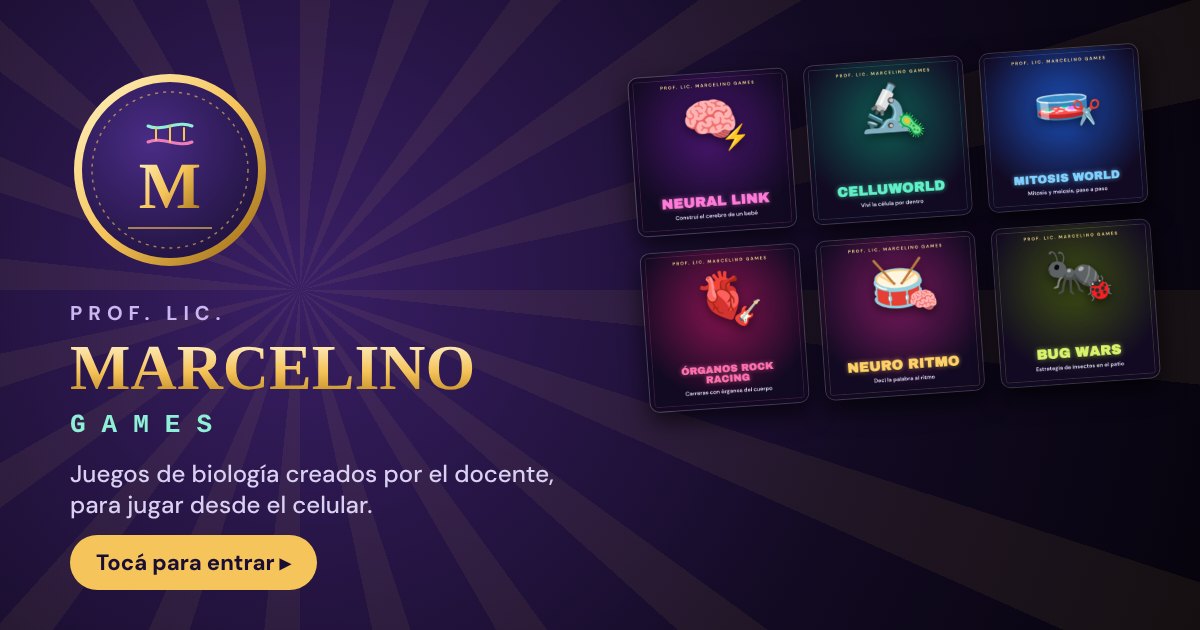 M
PROF. LIC.
MARCELINO
GAMES
Juegos de biología creados por el docente,
para jugar desde el celular.
Tocá para entrar ▸
PROF. LIC. MARCELINO GAMES
NEURAL LINK
Construí el cerebro de un bebé
PROF. LIC. MARCELINO GAMES
CELLUWORLD
Viví la célula por dentro
PROF. LIC. MARCELINO GAMES
MITOSIS WORLD
Mitosis y meiosis, paso a paso
PROF. LIC. MARCELINO GAMES
ÓRGANOS ROCK
RACING
Carreras con órganos del cuerpo
PROF. LIC. MARCELINO GAMES
NEURO RITMO
Decí la palabra al ritmo
PROF. LIC. MARCELINO GAMES
BUG WARS
Estrategia de insectos en el patio